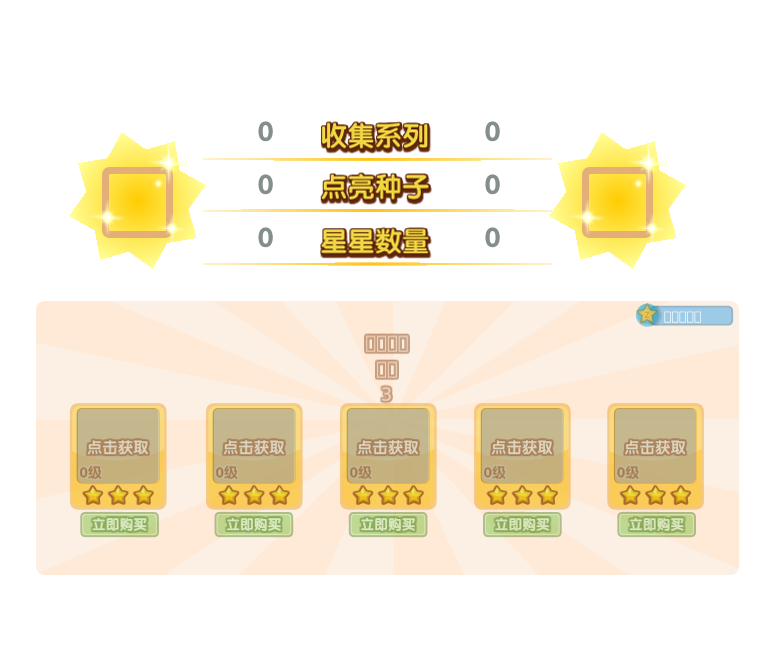 0 收集系列 0
0 点亮种子 0
0 星星数量 0
3
点击获取 点击获取 点击获取 点击获取 点击获取
0级 0级 0级 0级 0级
立即购买 立即购买 立即购买 立即购买 立即购买